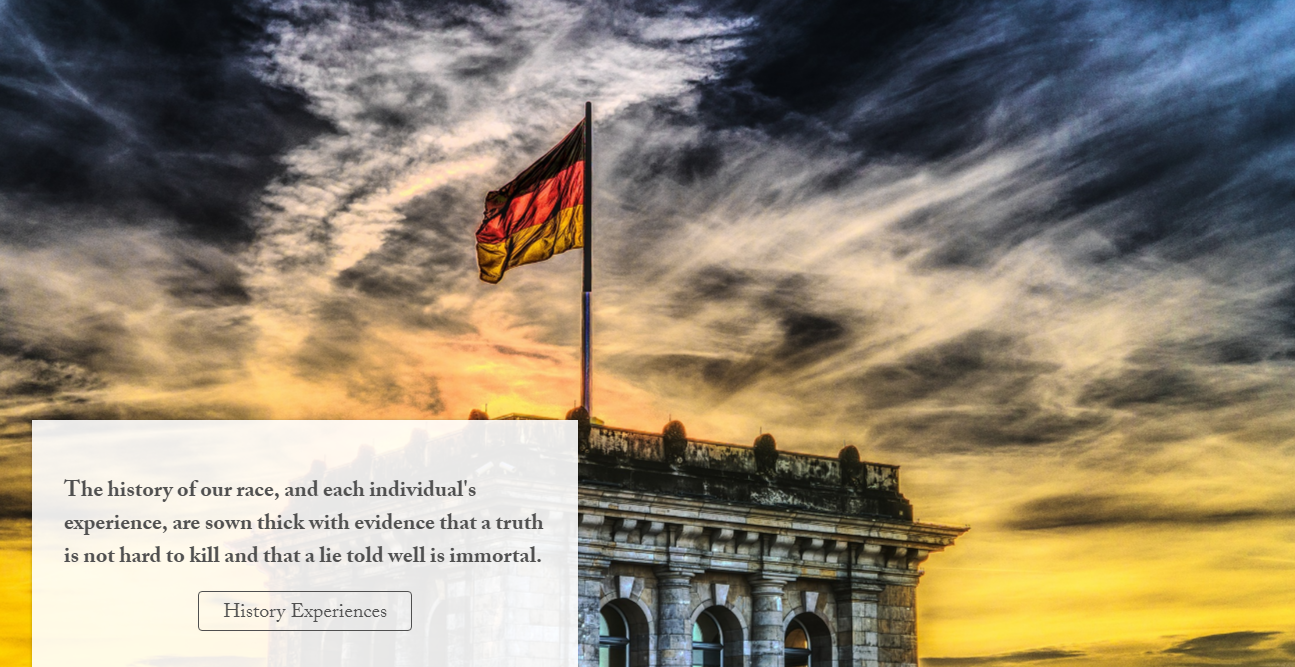 The history of our race, and each individual's
experience, are sown thick with evidence that a truth
is not hard to kill and that a lie told well is immortal.
History Experiences